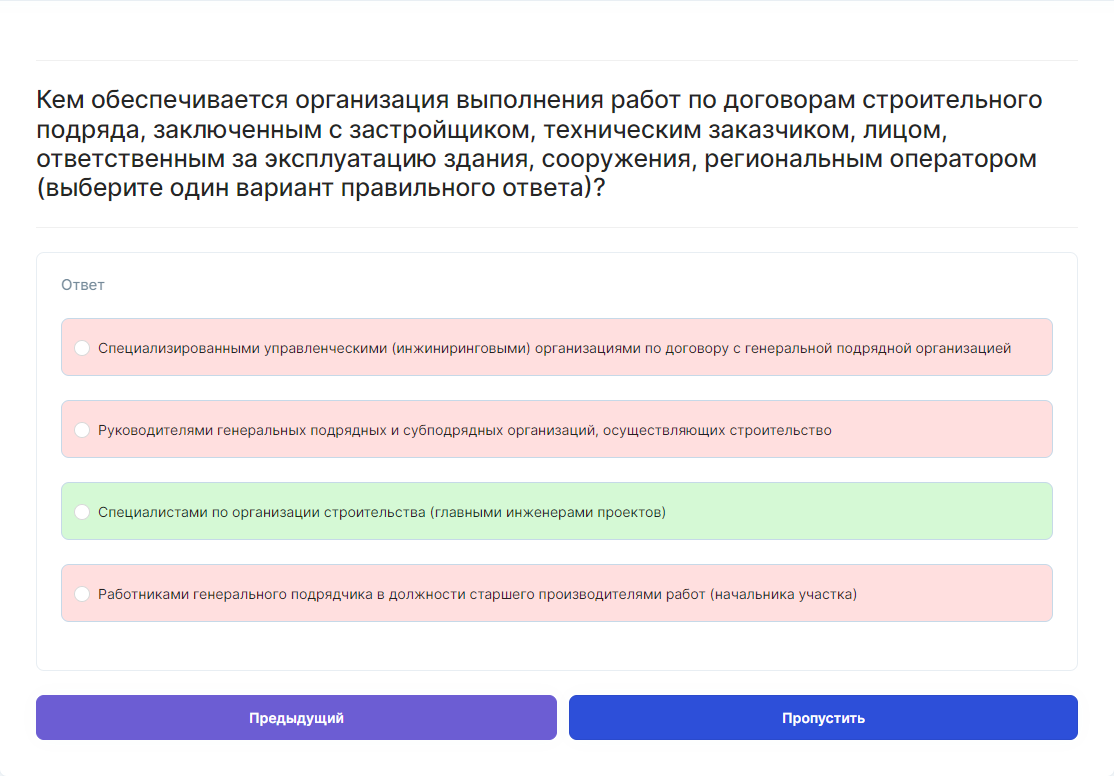 Кем обеспечивается организация выполнения работ по договорам строительного
подряда, заключенным с застройщиком, техническим заказчиком, лицом,
ответственным за эксплуатацию здания, сооружения, региональным оператором
(выберите один вариант правильного ответа)?
Ответ
Специализированными управленческими (инжиниринговыми) организациями по договору с генеральной подрядной организацией
Руководителями генеральных подрядных и субподрядных организаций, осуществляющих строительство
Специалистами по организации строительства (главными инженерами проектов)
Работниками генерального подрядчика в должности старшего производителями работ (начальника участка)
Предыдущий
Пропустить